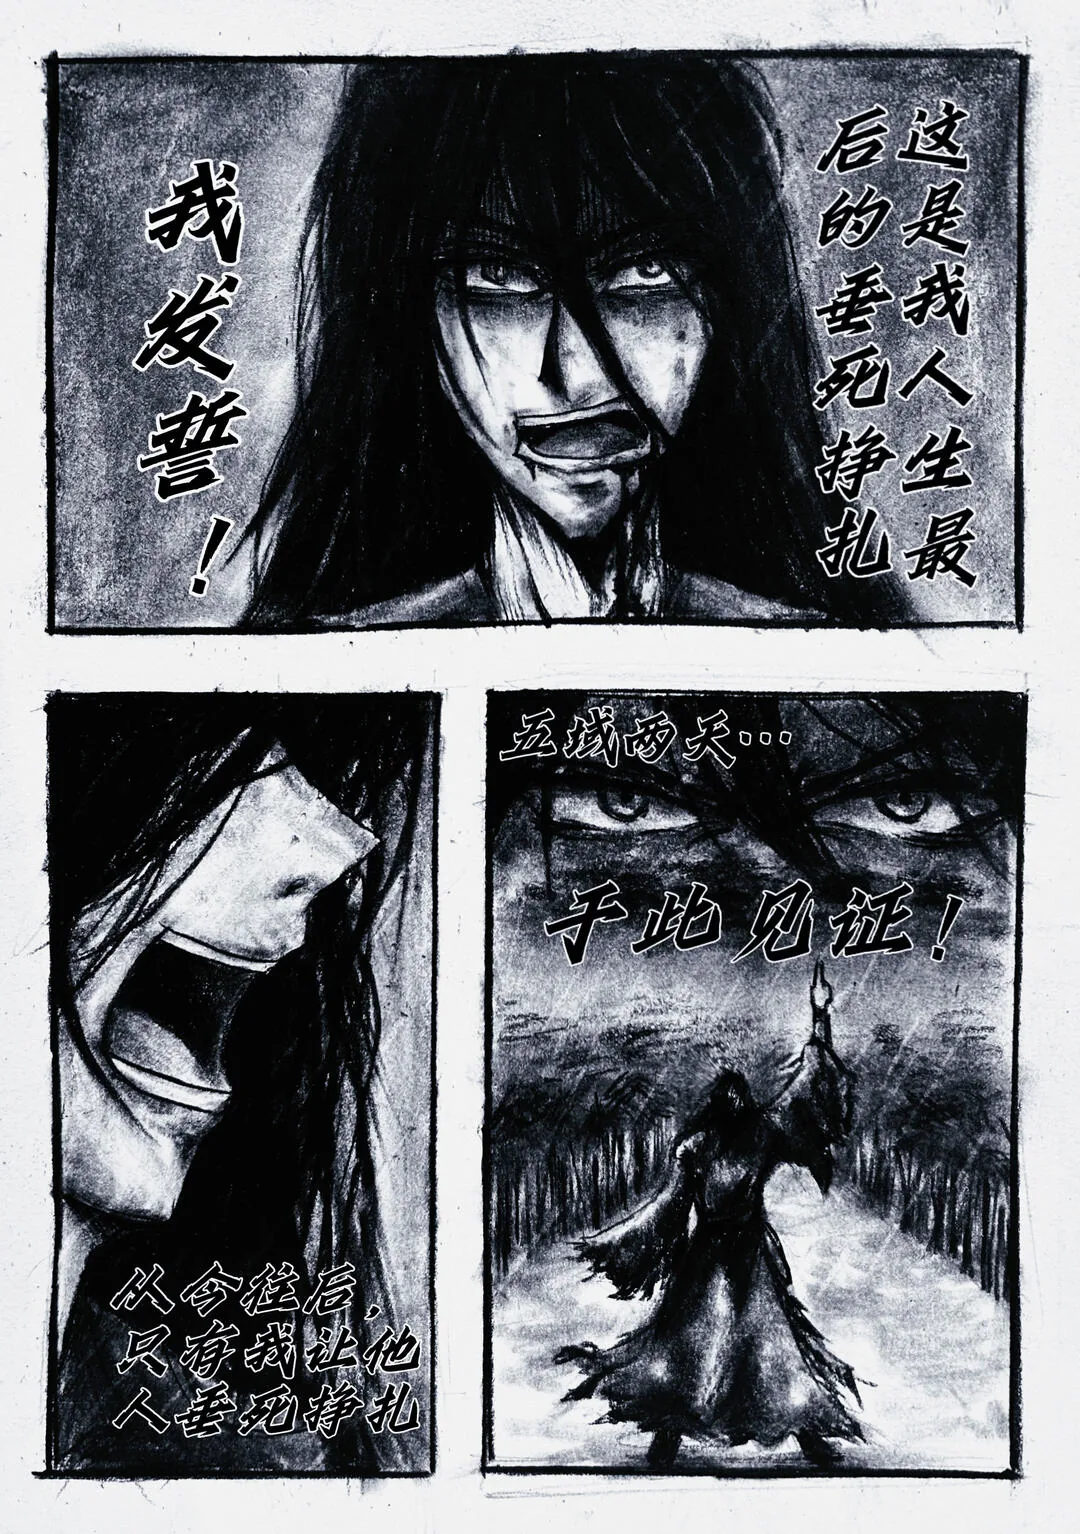 这是我人生最
后的垂死挣扎
我发誓！
从今往后，
只有我让他
人垂死挣扎
五域两天…
于此见证！